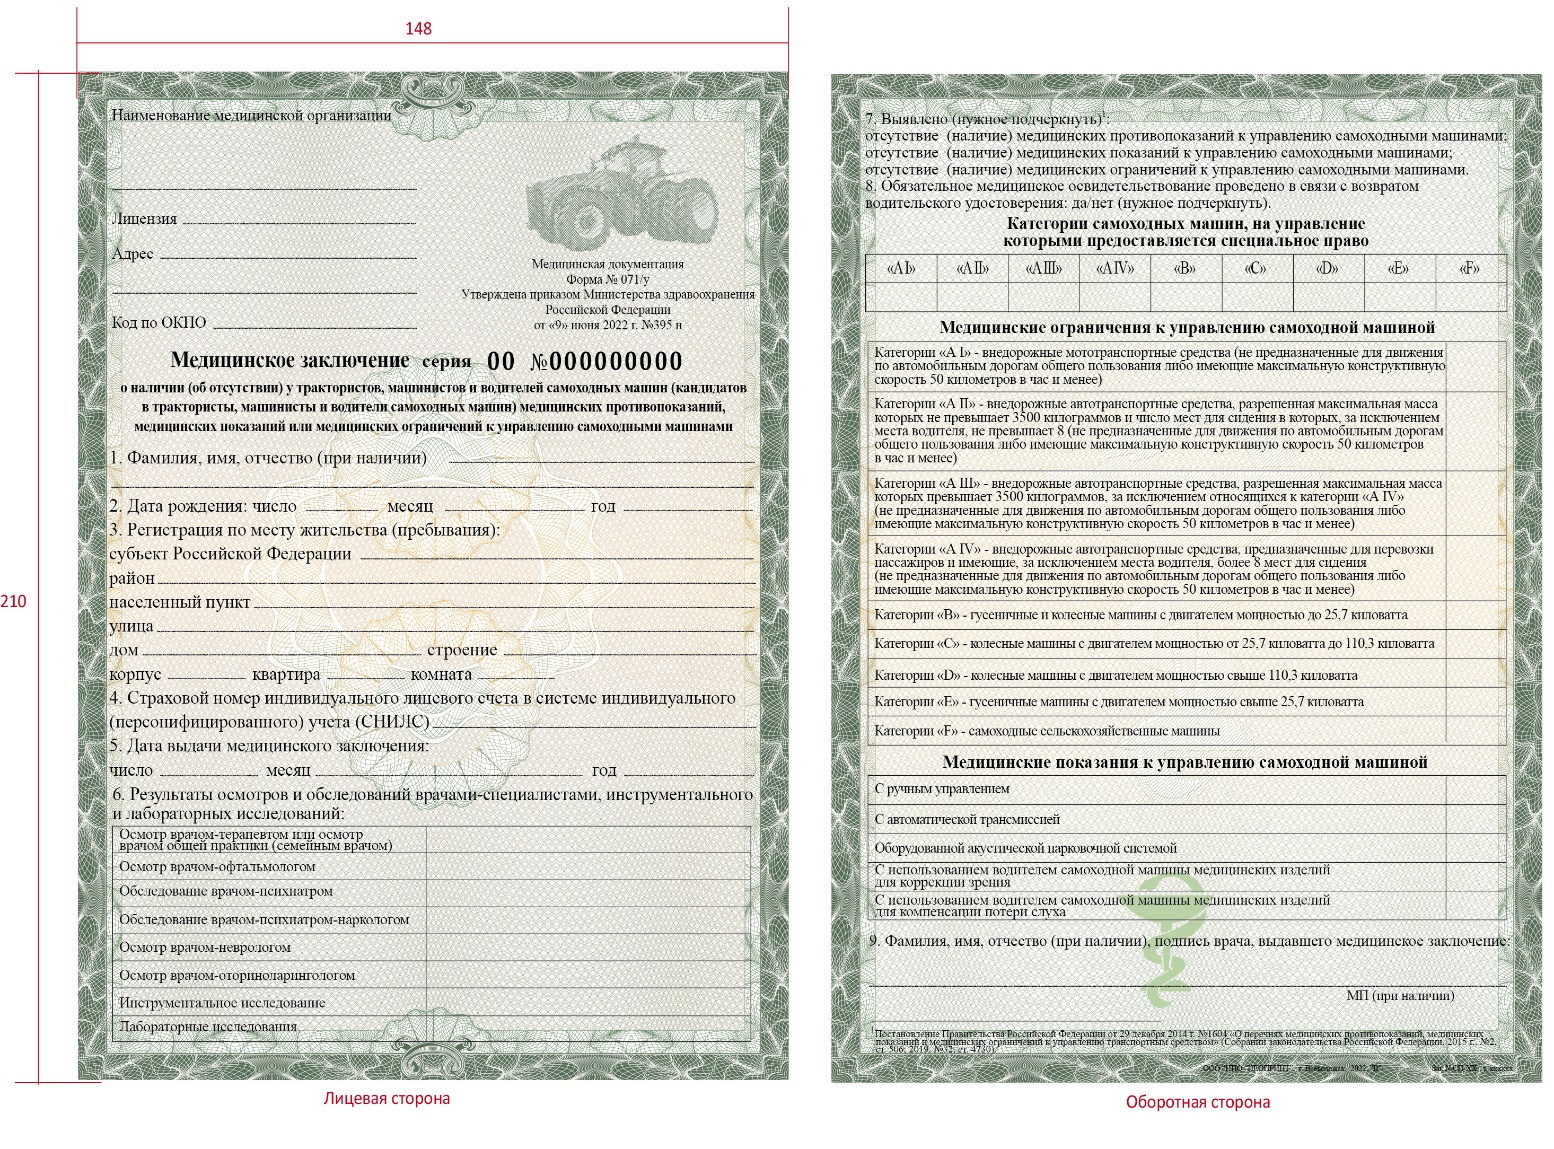 148
210
Наименование медицинской организации
Лицензия
Адрес
Код по ОКПО
Медицинская документация
Форма № 071/у
Утверждена приказом Министерства здравоохранения
Российской Федерации
от «9» июня 2022 г. №395 н
Медицинское заключение серия 00 №000000000
о наличии (об отсутствии) у трактористов, машинистов и водителей самоходных машин (кандидатов
в трактористы, машинисты и водители самоходных машин) медицинских противопоказаний,
медицинских показаний или медицинских ограничений к управлению самоходными машинами
1. Фамилия, имя, отчество (при наличии)
2. Дата рождения: число месяц год
3. Регистрация по месту жительства (пребывания):
субъект Российской Федерации
район
населенный пункт
улица
дом строение
корпус квартира комната
4. Страховой номер индивидуального лицевого счета в системе индивидуального
(персонифицированного) учета (СНИЛС)
5. Дата выдачи медицинского заключения:
число месяц год
6. Результаты осмотров и обследований врачами-специалистами, инструментального
и лабораторных исследований:
Осмотр врачом-терапевтом или осмотр
врачом общей практики (семейным врачом)
Осмотр врачом-офтальмологом
Обследование врачом-психиатром
Обследование врачом-психиатром-наркологом
Осмотр врачом-неврологом
Осмотр врачом-оториноларингологом
Инструментальное исследование
Лабораторные исследования
Лицевая сторона
7. Выявлено (нужное подчеркнуть)¹:
отсутствие (наличие) медицинских противопоказаний к управлению самоходными машинами;
отсутствие (наличие) медицинских показаний к управлению самоходными машинами;
отсутствие (наличие) медицинских ограничений к управлению самоходными машинами.
8. Обязательное медицинское освидетельствование проведено в связи с возвратом
водительского удостоверения: да/нет (нужное подчеркнуть).
Категории самоходных машин, на управление
которыми предоставляется специальное право
«A I» «A II» «A III» «A IV» «B» «C» «D» «E» «F»
Медицинские ограничения к управлению самоходной машиной
Категории «A I» - внедорожные мототранспортные средства (не предназначенные для движения
по автомобильным дорогам общего пользования либо имеющие максимальную конструктивную
скорость 50 километров в час и менее)
Категории «A II» - внедорожные автотранспортные средства, разрешенная максимальная масса
которых не превышает 3500 килограммов и число мест для сидения в которых, за исключением
места водителя, не превышает 8 (не предназначенные для движения по автомобильным дорогам
общего пользования либо имеющие максимальную конструктивную скорость 50 километров
в час и менее)
Категории «A III» - внедорожные автотранспортные средства, разрешенная максимальная масса
которых превышает 3500 килограммов, за исключением относящихся к категории «A IV»
(не предназначенные для движения по автомобильным дорогам общего пользования либо
имеющие максимальную конструктивную скорость 50 километров в час и менее)
Категории «A IV» - внедорожные автотранспортные средства, предназначенные для перевозки
пассажиров и имеющие, за исключением места водителя, более 8 мест для сидения
(не предназначенные для движения по автомобильным дорогам общего пользования либо
имеющие максимальную конструктивную скорость 50 километров в час и менее)
Категории «B» - гусеничные и колесные машины с двигателем мощностью до 25,7 киловатта
Категории «C» - колесные машины с двигателем мощностью от 25,7 киловатта до 110,3 киловатта
Категории «D» - колесные машины с двигателем мощностью свыше 110,3 киловатта
Категории «E» - гусеничные машины с двигателем мощностью свыше 25,7 киловатта
Категории «F» - самоходные сельскохозяйственные машины
Медицинские показания к управлению самоходной машиной
С ручным управлением
С автоматической трансмиссией
Оборудованной акустической парковочной системой
С использованием водителем самоходной машины медицинских изделий
для коррекции зрения
С использованием водителем самоходной машины медицинских изделий
для компенсации потери слуха
9. Фамилия, имя, отчество (при наличии), подпись врача, выдавшего медицинское заключение:
МП (при наличии)
¹Постановление Правительства Российской Федерации от 29 декабря 2014 г. №1604 «О перечнях медицинских противопоказаний, медицинских
показаний и медицинских ограничений к управлению транспортным средством» (Собрании законодательства Российской Федерации, 2015 г., №2,
ст. 506; 2019, №32, ст. 4730)
Оборотная сторона